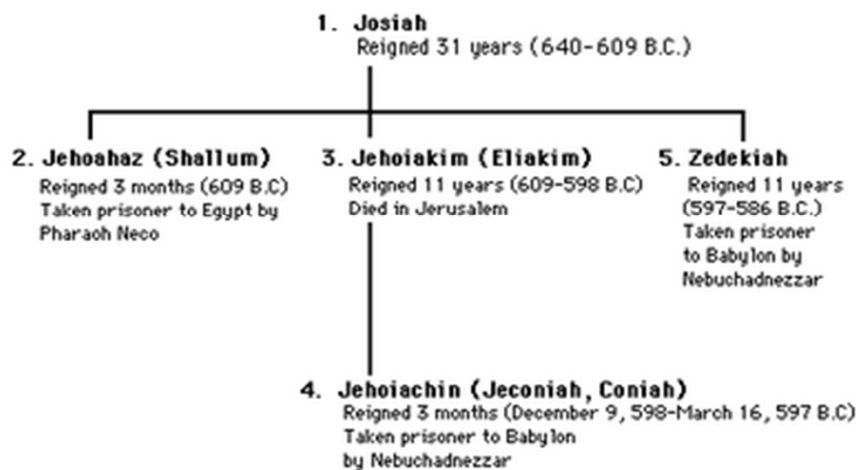 1. Josiah
Reigned 31 years (640-609 B.C.)
2. Jehoahaz (Shallum)
Reigned 3 months (609 B.C)
Taken prisoner to Egypt by
Pharaoh Neco
3. Jehoiakim (Eliakim)
Reigned 11 years (609-598 B.C)
Died in Jerusalem
5. Zedekiah
Reigned 11 years
(597-586 B.C.)
Taken prisoner
to Babylon by
Nebuchadnezzar
4. Jehoiachin (Jeconiah, Coniah)
Reigned 3 months (December 9, 598-March 16, 597 B.C)
Taken prisoner to Babylon
by Nebuchadnezzar